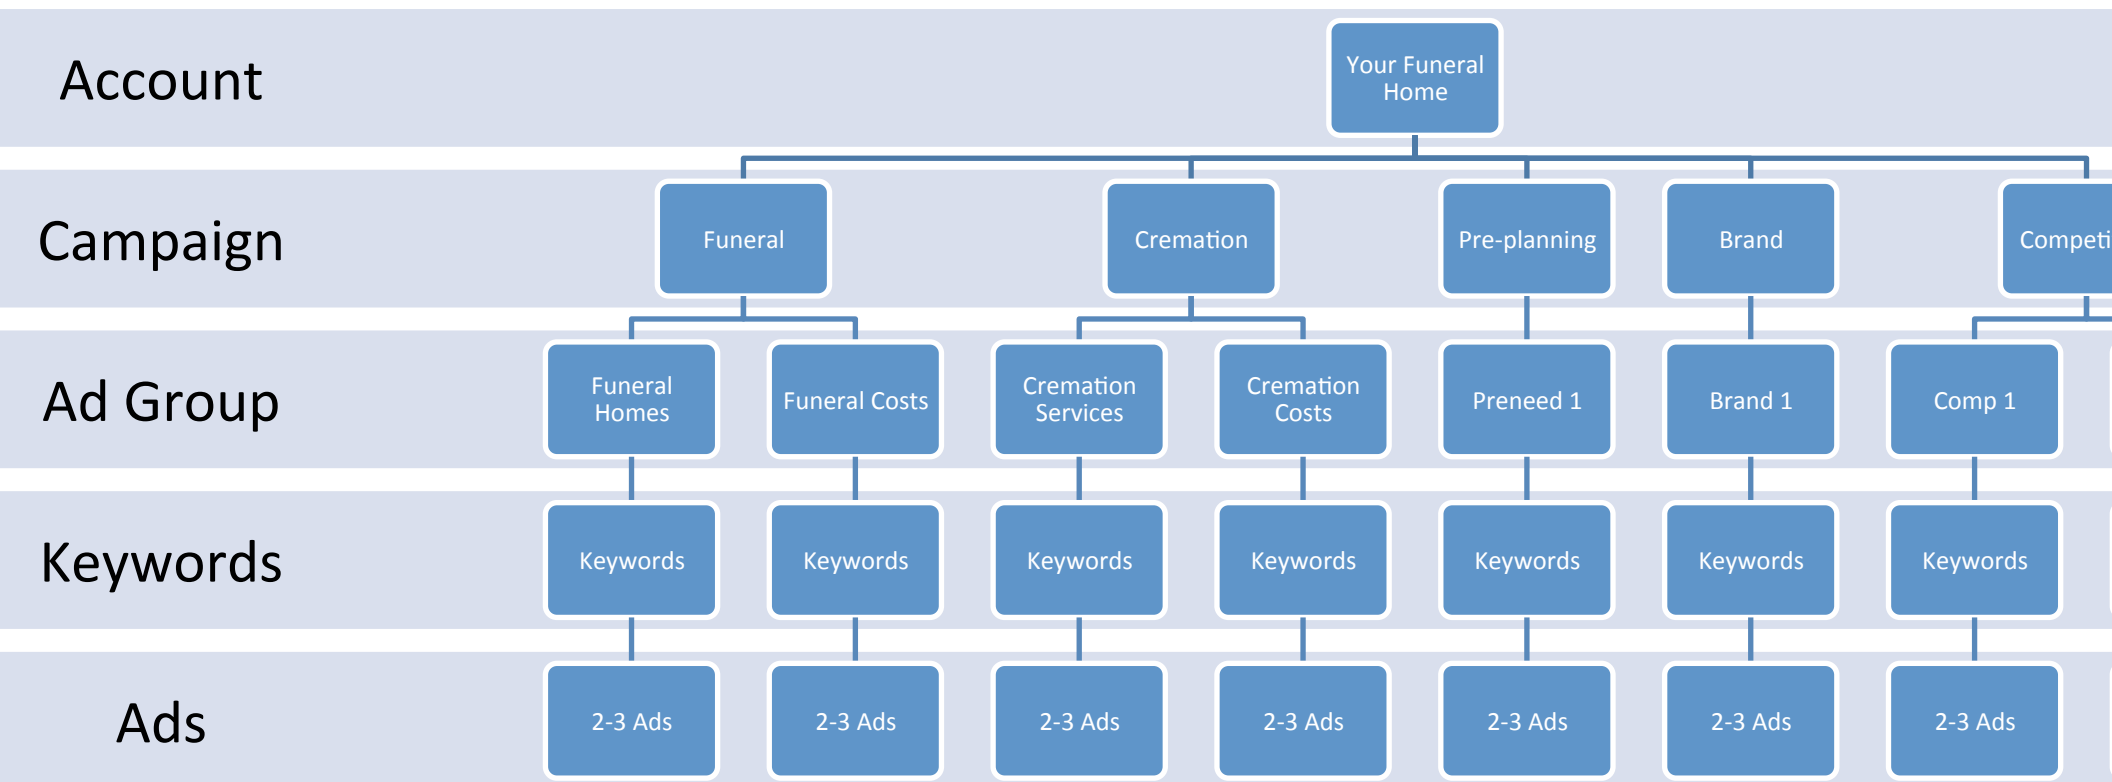 Account
Your Funeral
Home
Campaign
Funeral
Cremation
Pre-planning
Brand
Ad Group
Funeral
Homes
Funeral Costs
Cremation
Services
Cremation
Costs
Preneed 1
Brand 1
Comp 1
Keywords
Keywords
Keywords
Keywords
Keywords
Keywords
Keywords
Keywords
Ads
2-3 Ads
2-3 Ads
2-3 Ads
2-3 Ads
2-3 Ads
2-3 Ads
2-3 Ads